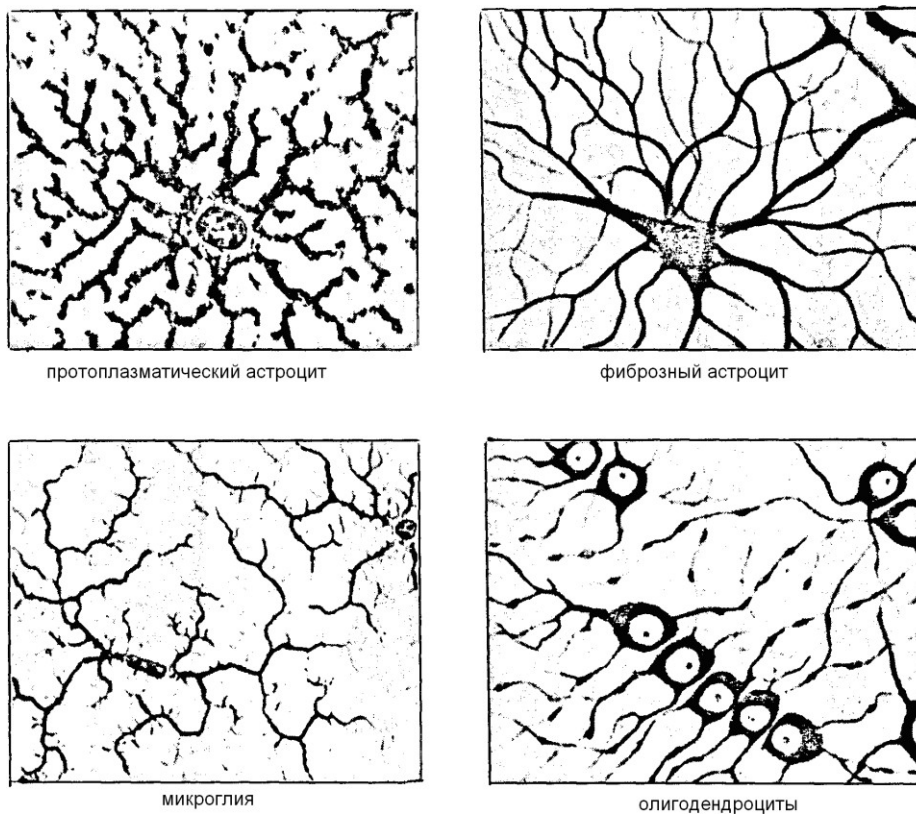 протоплазматический астроцит
фиброзный астроцит
микроглия
олигодендроциты